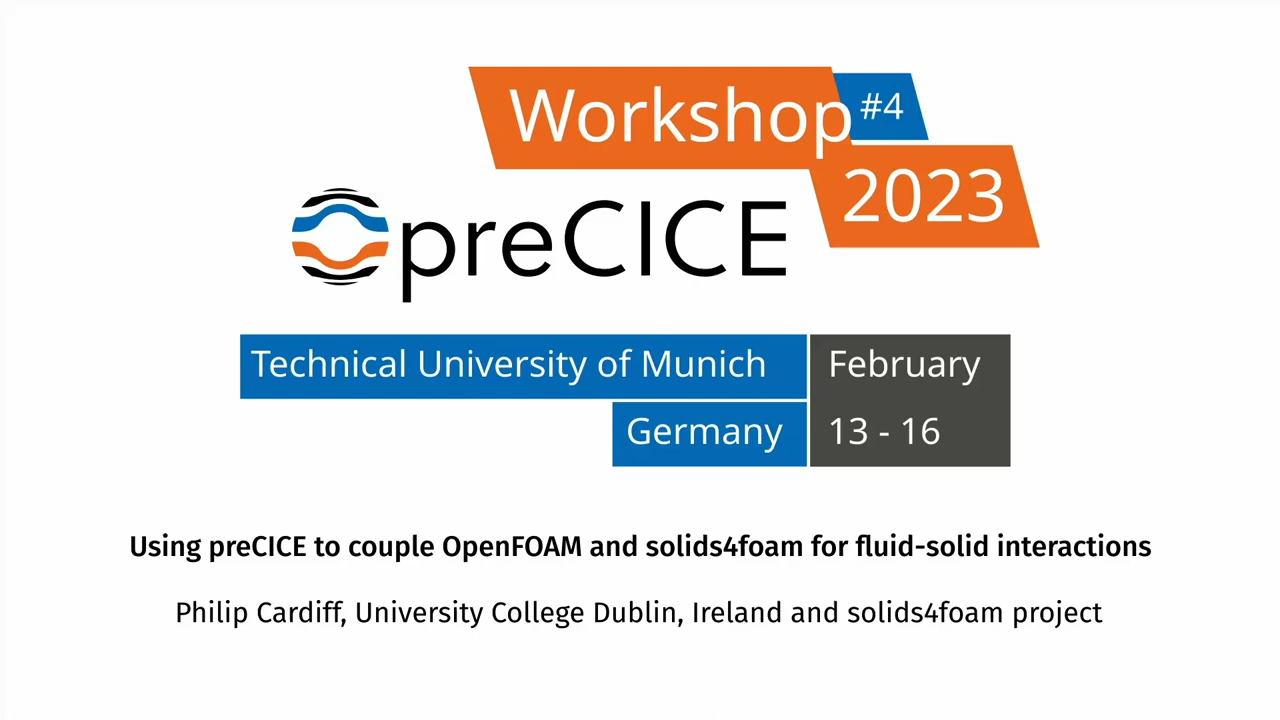 Workshop #4
2023
preCICE
Technical University of Munich
February
Germany
13 - 16
Using preCICE to couple OpenFOAM and solids4foam for fluid-solid interactions
Philip Cardiff, University College Dublin, Ireland and solids4foam project